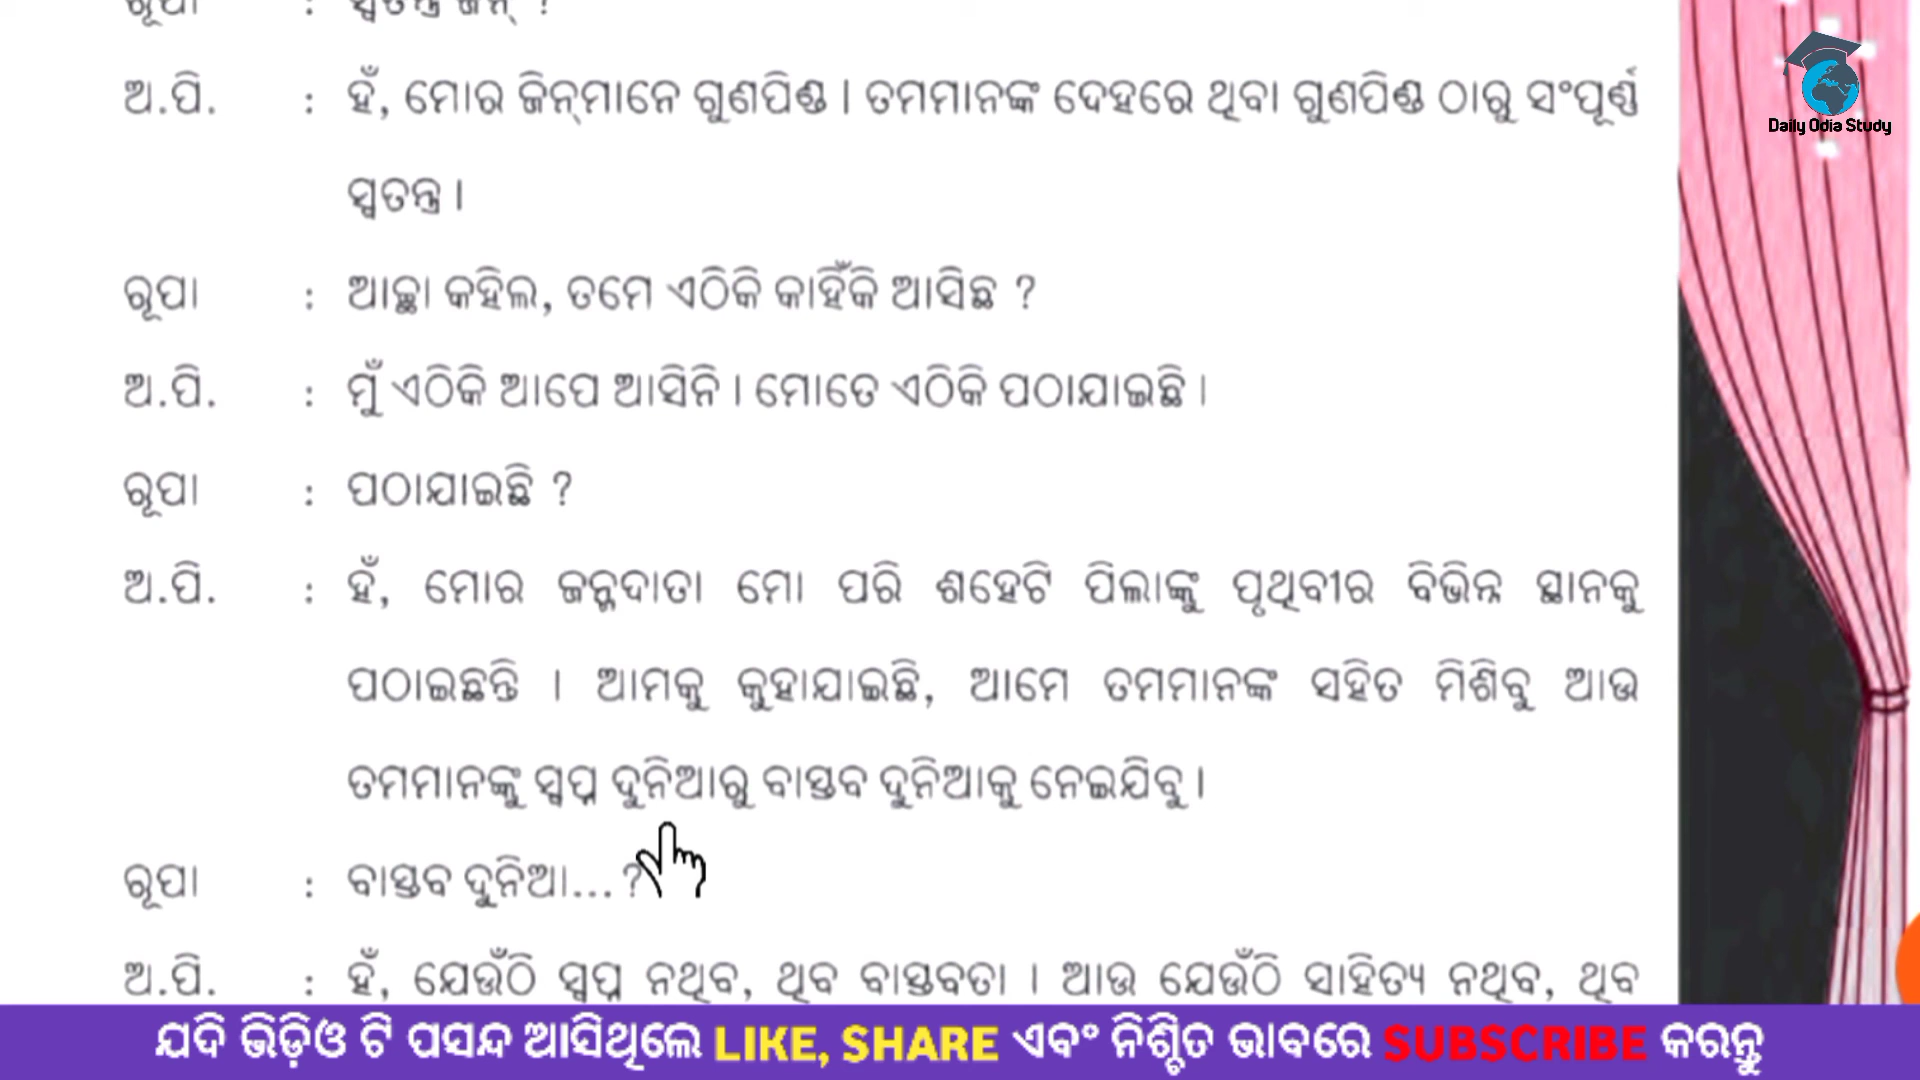 ରୂପା : ସ୍ୱତନ୍ତ୍ର ଜିନ୍ ?
Daily Odia Study
ଅ.ପି. : ହଁ, ମୋର ଜିନ୍‌ମାନେ ଗୁଣପିଣ୍ଡ । ତମମାନଙ୍କ ଦେହରେ ଥିବା ଗୁଣପିଣ୍ଡ ଠାରୁ ସଂପୂର୍ଣ୍ଣ
ସ୍ୱତନ୍ତ୍ର ।
ରୂପା : ଆଚ୍ଛା କହିଲ, ତମେ ଏଠିକି କାହିଁକି ଆସିଛ ?
ଅ.ପି. : ମୁଁ ଏଠିକି ଆପେ ଆସିନି । ମୋତେ ଏଠିକି ପଠାଯାଇଛି ।
ରୂପା : ପଠାଯାଇଛି ?
ଅ.ପି. : ହଁ, ମୋର ଜନ୍ମଦାତା ମୋ ପରି ଶହେଟି ପିଲାଙ୍କୁ ପୃଥିବୀର ବିଭିନ୍ନ ସ୍ଥାନକୁ
ପଠାଇଛନ୍ତି । ଆମକୁ କୁହାଯାଇଛି, ଆମେ ତମମାନଙ୍କ ସହିତ ମିଶିବୁ ଆଉ
ତମମାନଙ୍କୁ ସ୍ୱପ୍ନ ଦୁନିଆରୁ ବାସ୍ତବ ଦୁନିଆକୁ ନେଇଯିବୁ ।
ରୂପା : ବାସ୍ତବ ଦୁନିଆ... ?
ଅ.ପି. : ହଁ, ଯେଉଁଠି ସ୍ୱପ୍ନ ନଥିବ, ଥିବ ବାସ୍ତବତା । ଆଉ ଯେଉଁଠି ସାହିତ୍ୟ ନଥିବ, ଥିବ
ଯଦି ଭିଡ଼ିଓ ଟି ପସନ୍ଦ ଆସିଥିଲେ LIKE, SHARE ଏବଂ ନିଶ୍ଚିତ ଭାବରେ SUBSCRIBE କରନ୍ତୁ